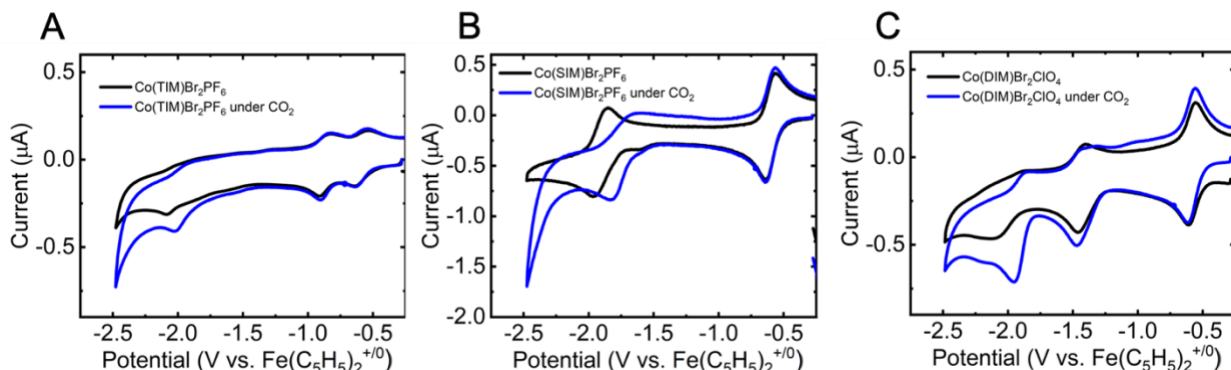 A
Co(TIM)Br₂PF₆
Co(TIM)Br₂PF₆ under CO₂
0.5
0.0
-0.5
Current (μA)
-2.5 -2.0 -1.5 -1.0 -0.5
Potential (V vs. Fe(C₅H₅)₂⁺/⁰)
B
Co(SIM)Br₂PF₆
Co(SIM)Br₂PF₆ under CO₂
0.5
0.0
-0.5
-1.0
-1.5
-2.0
Current (μA)
-2.5 -2.0 -1.5 -1.0 -0.5
Potential (V vs. Fe(C₅H₅)₂⁺/⁰)
C
Co(DIM)Br₂ClO₄
Co(DIM)Br₂ClO₄ under CO₂
0.5
0.0
-0.5
Current (μA)
-2.5 -2.0 -1.5 -1.0 -0.5
Potential (V vs. Fe(C₅H₅)₂⁺/⁰)